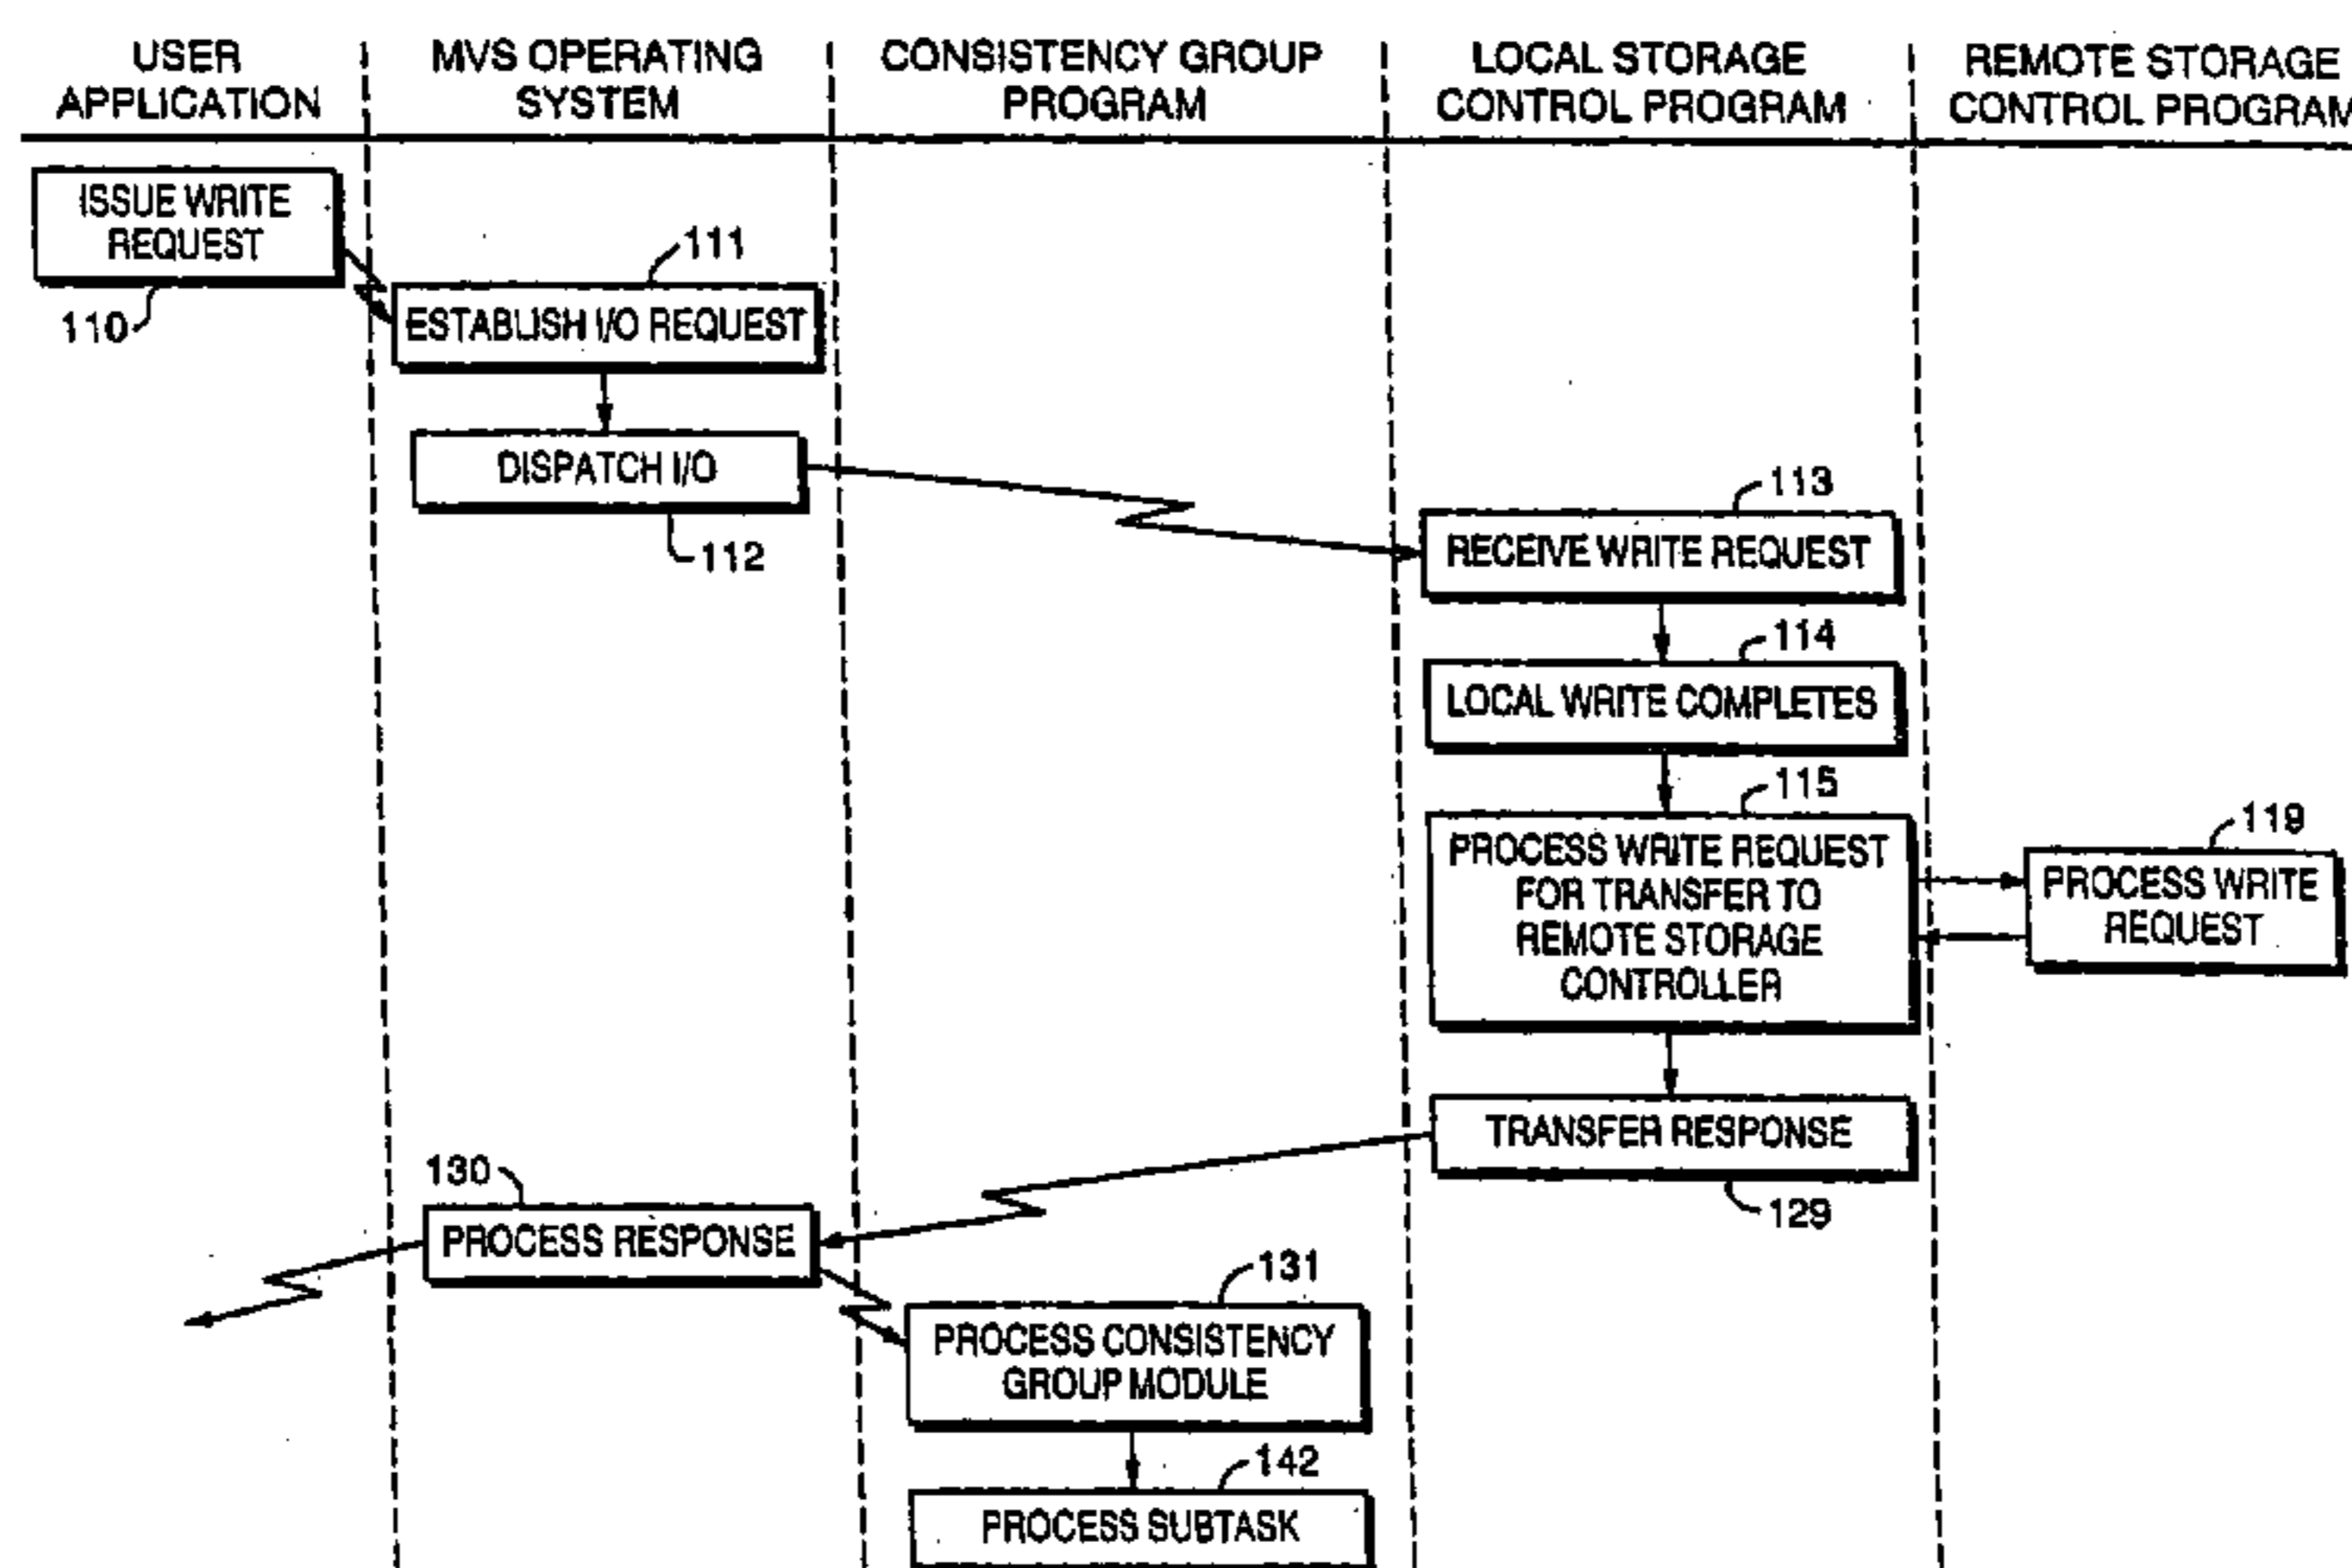 USER
APPLICATION
MVS OPERATING
SYSTEM
CONSISTENCY GROUP
PROGRAM
LOCAL STORAGE
CONTROL PROGRAM
REMOTE STORAGE
CONTROL PROGRAM
ISSUE WRITE
REQUEST
110
111
ESTABLISH I/O REQUEST
DISPATCH I/O
112
113
RECEIVE WRITE REQUEST
114
LOCAL WRITE COMPLETES
115
PROCESS WRITE REQUEST
FOR TRANSFER TO
REMOTE STORAGE
CONTROLLER
119
PROCESS WRITE
REQUEST
TRANSFER RESPONSE
129
130
PROCESS RESPONSE
131
PROCESS CONSISTENCY
GROUP MODULE
142
PROCESS SUBTASK